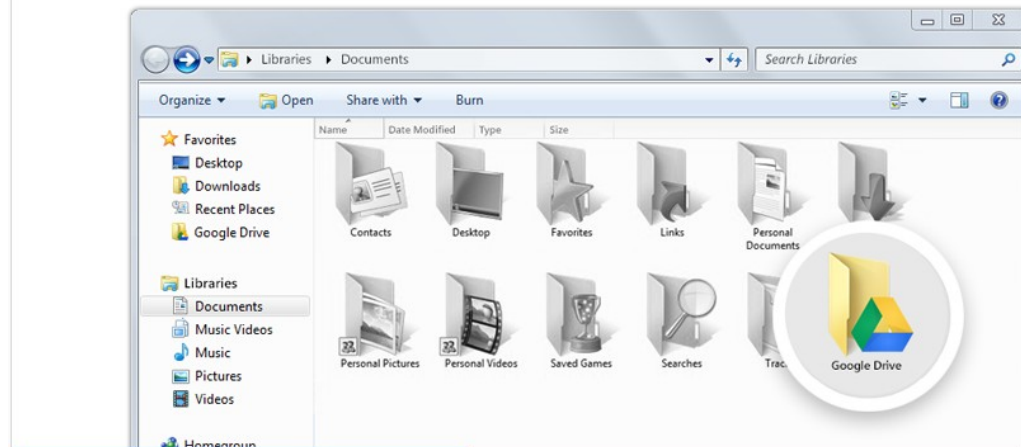 Libraries
Documents
Search Libraries
Organize
Open
Share with
Burn
Name
Date Modified
Type
Size
Favorites
Desktop
Downloads
Recent Places
Google Drive
Libraries
Documents
Music Videos
Music
Pictures
Videos
Homegroup
Contacts
Desktop
Favorites
Links
Personal
Documents
Personal Pictures
Personal Videos
Saved Games
Searches
Google Drive